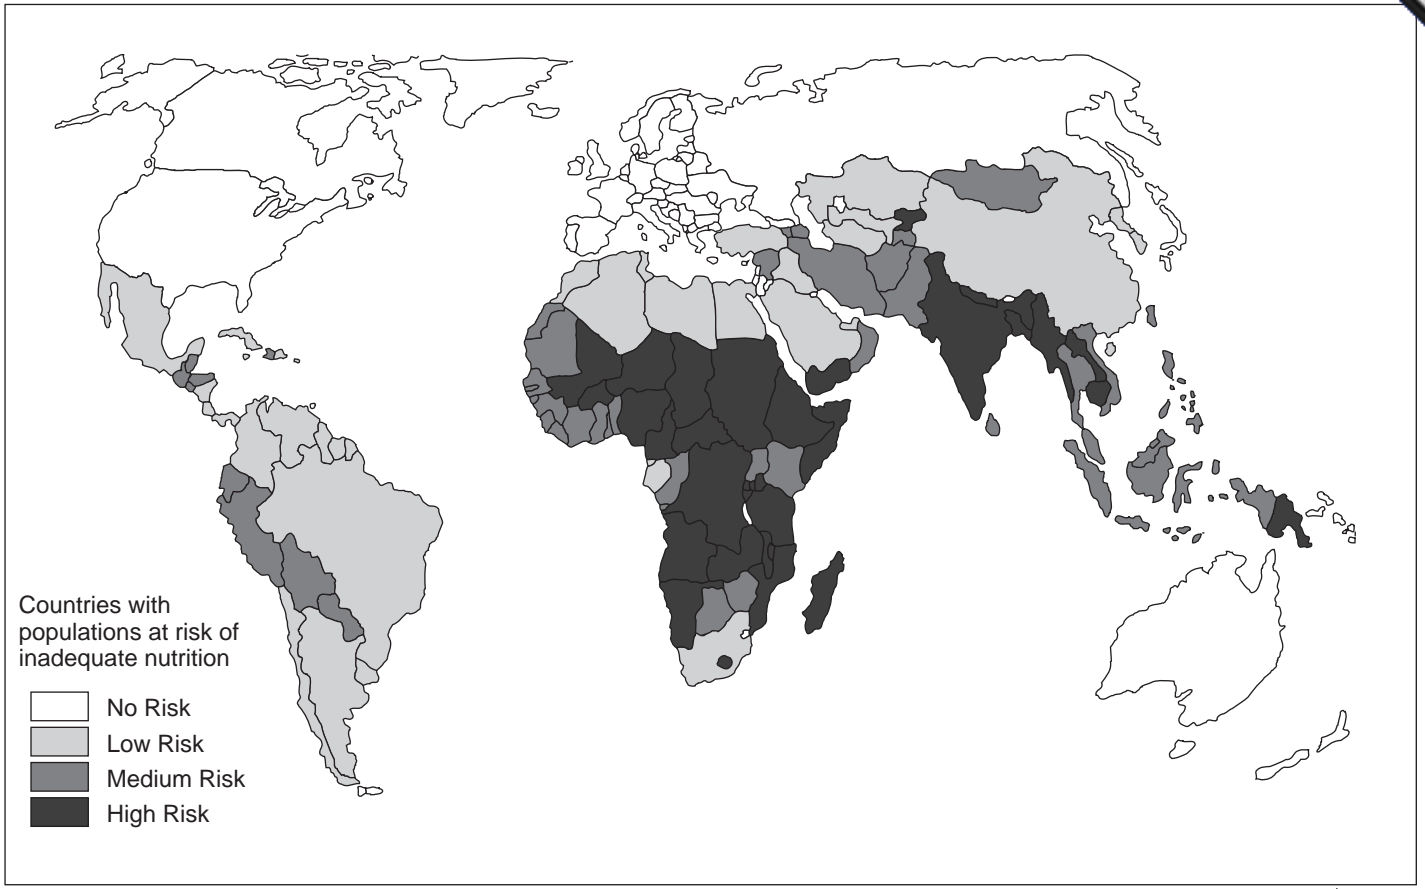 Countries with
populations at risk of
inadequate nutrition
No Risk
Low Risk
Medium Risk
High Risk